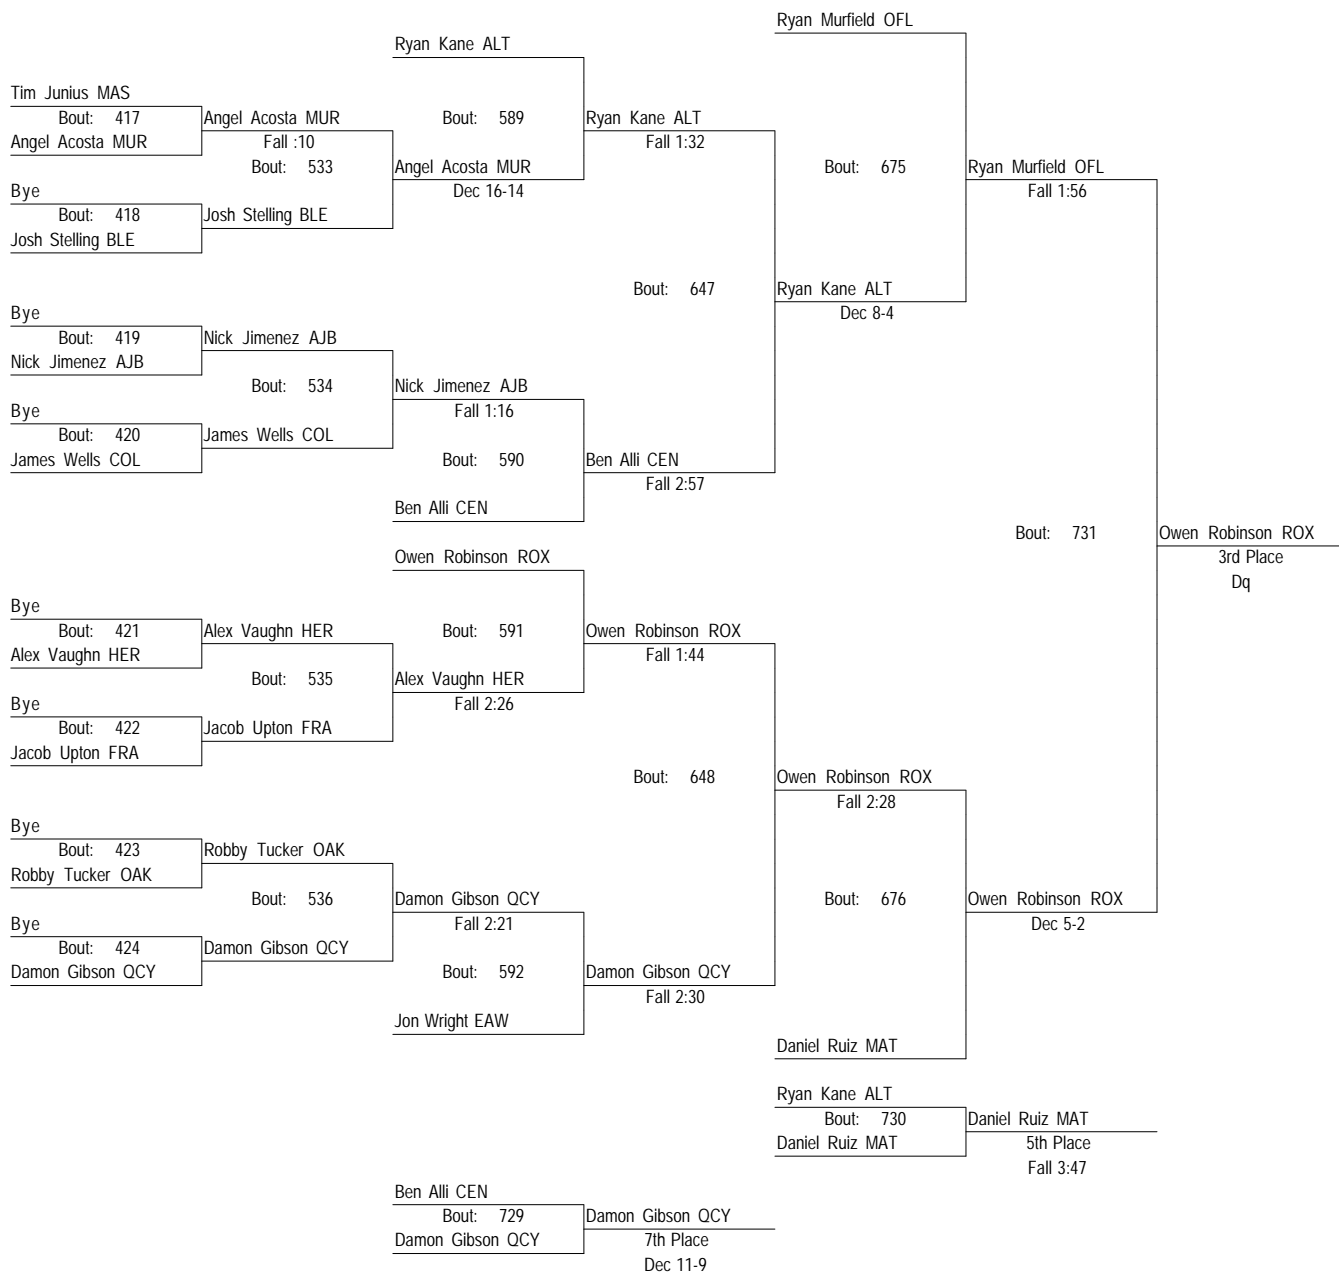 Ryan Murfield OFL
Ryan Kane ALT
Tim Junius MAS
Bout: 417
Angel Acosta MUR
Bout: 589
Ryan Kane ALT
Angel Acosta MUR
Fall :10
Fall 1:32
Bout: 533
Angel Acosta MUR
Bout: 675
Ryan Murfield OFL
Bye
Dec 16-14
Fall 1:56
Bout: 418
Josh Stelling BLE
Josh Stelling BLE
Bout: 647
Ryan Kane ALT
Bye
Dec 8-4
Bout: 419
Nick Jimenez AJB
Nick Jimenez AJB
Bout: 534
Nick Jimenez AJB
Bye
Fall 1:16
Bout: 420
James Wells COL
James Wells COL
Bout: 590
Ben Alli CEN
Fall 2:57
Ben Alli CEN
Bout: 731
Owen Robinson ROX
Owen Robinson ROX
3rd Place
Dq
Bye
Bout: 421
Alex Vaughn HER
Bout: 591
Owen Robinson ROX
Alex Vaughn HER
Fall 1:44
Bout: 535
Alex Vaughn HER
Bye
Fall 2:26
Bout: 422
Jacob Upton FRA
Jacob Upton FRA
Bout: 648
Owen Robinson ROX
Fall 2:28
Bye
Bout: 423
Robby Tucker OAK
Robby Tucker OAK
Bout: 536
Damon Gibson QCY
Bout: 676
Owen Robinson ROX
Bye
Fall 2:21
Dec 5-2
Bout: 424
Damon Gibson QCY
Damon Gibson QCY
Bout: 592
Damon Gibson QCY
Fall 2:30
Jon Wright EAW
Daniel Ruiz MAT
Ryan Kane ALT
Bout: 730
Daniel Ruiz MAT
Daniel Ruiz MAT
5th Place
Fall 3:47
Ben Alli CEN
Bout: 729
Damon Gibson QCY
Damon Gibson QCY
7th Place
Dec 11-9